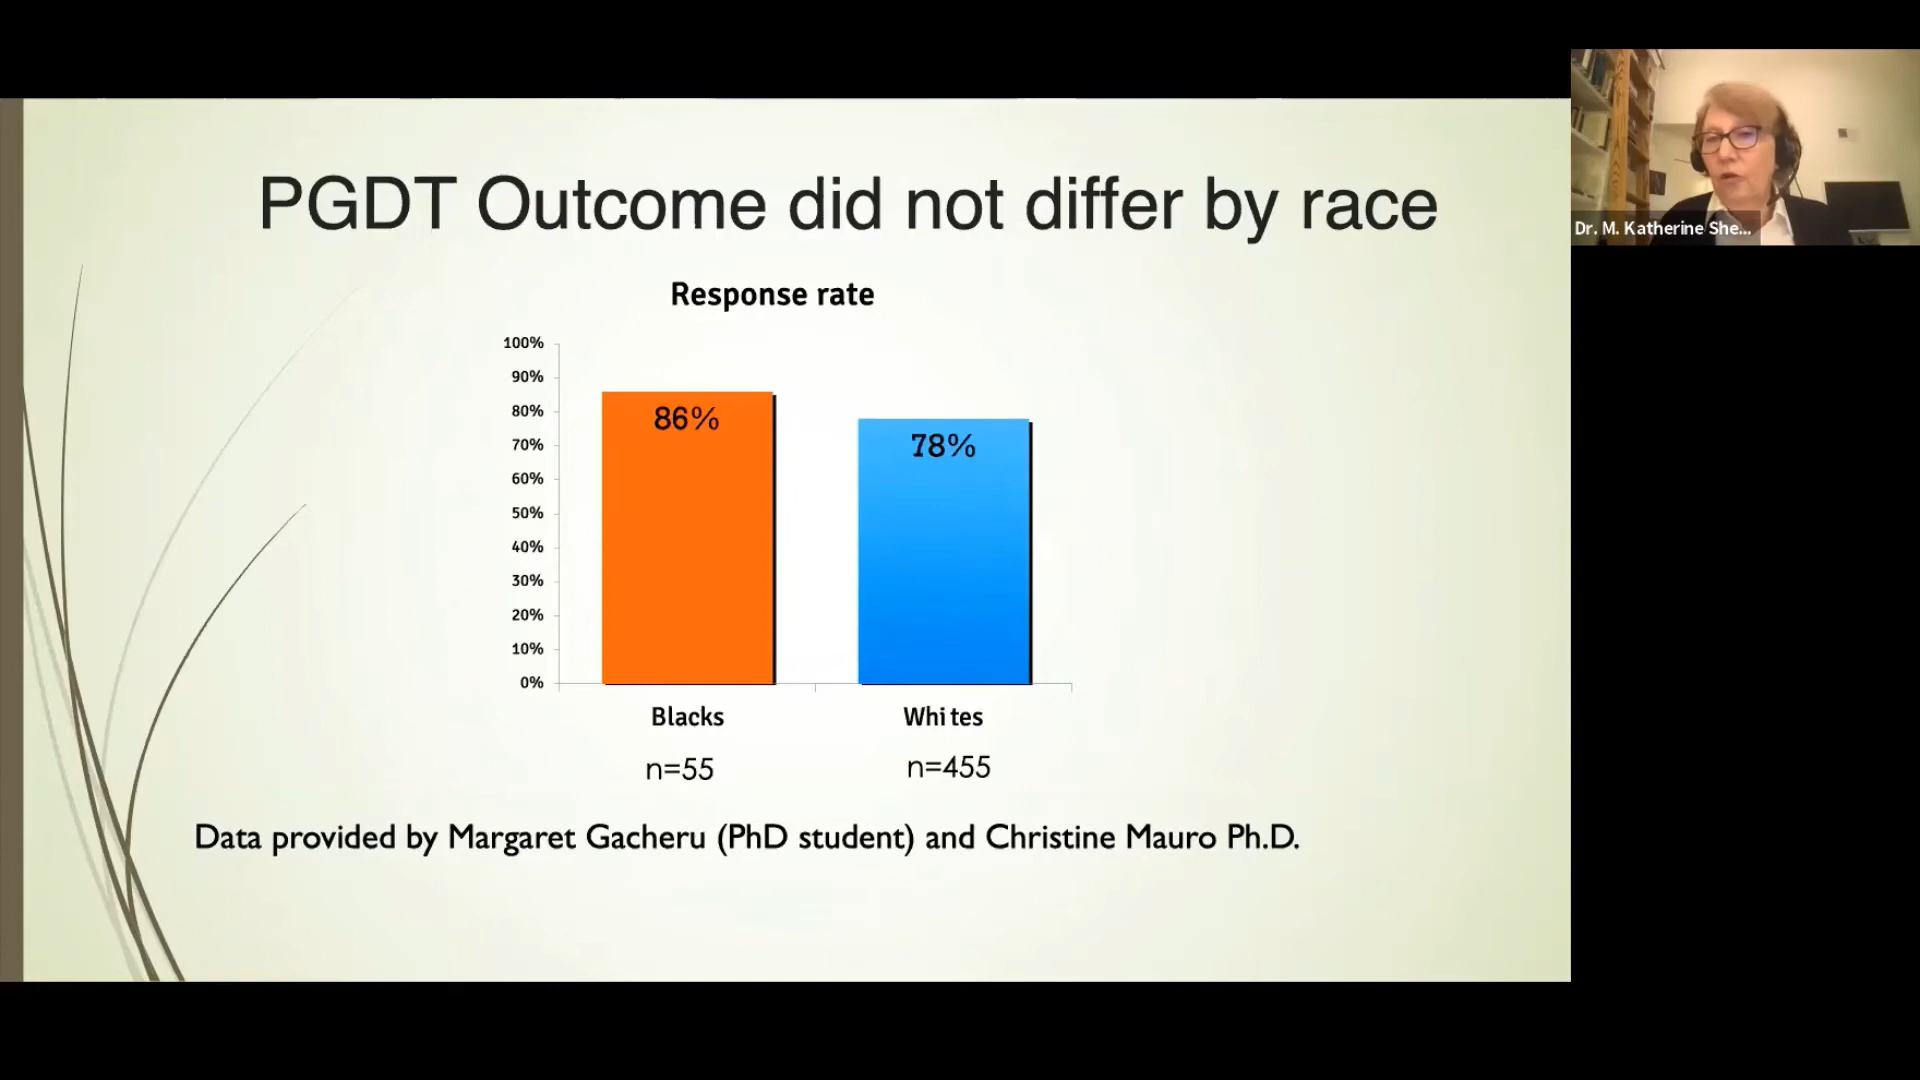 PGDT Outcome did not differ by race
Dr. M. Katherine She...
Response rate
100%
90%
80%
70%
60%
50%
40%
30%
20%
10%
0%
86%
78%
Blacks
Whites
n=55
n=455
Data provided by Margaret Gacheru (PhD student) and Christine Mauro Ph.D.